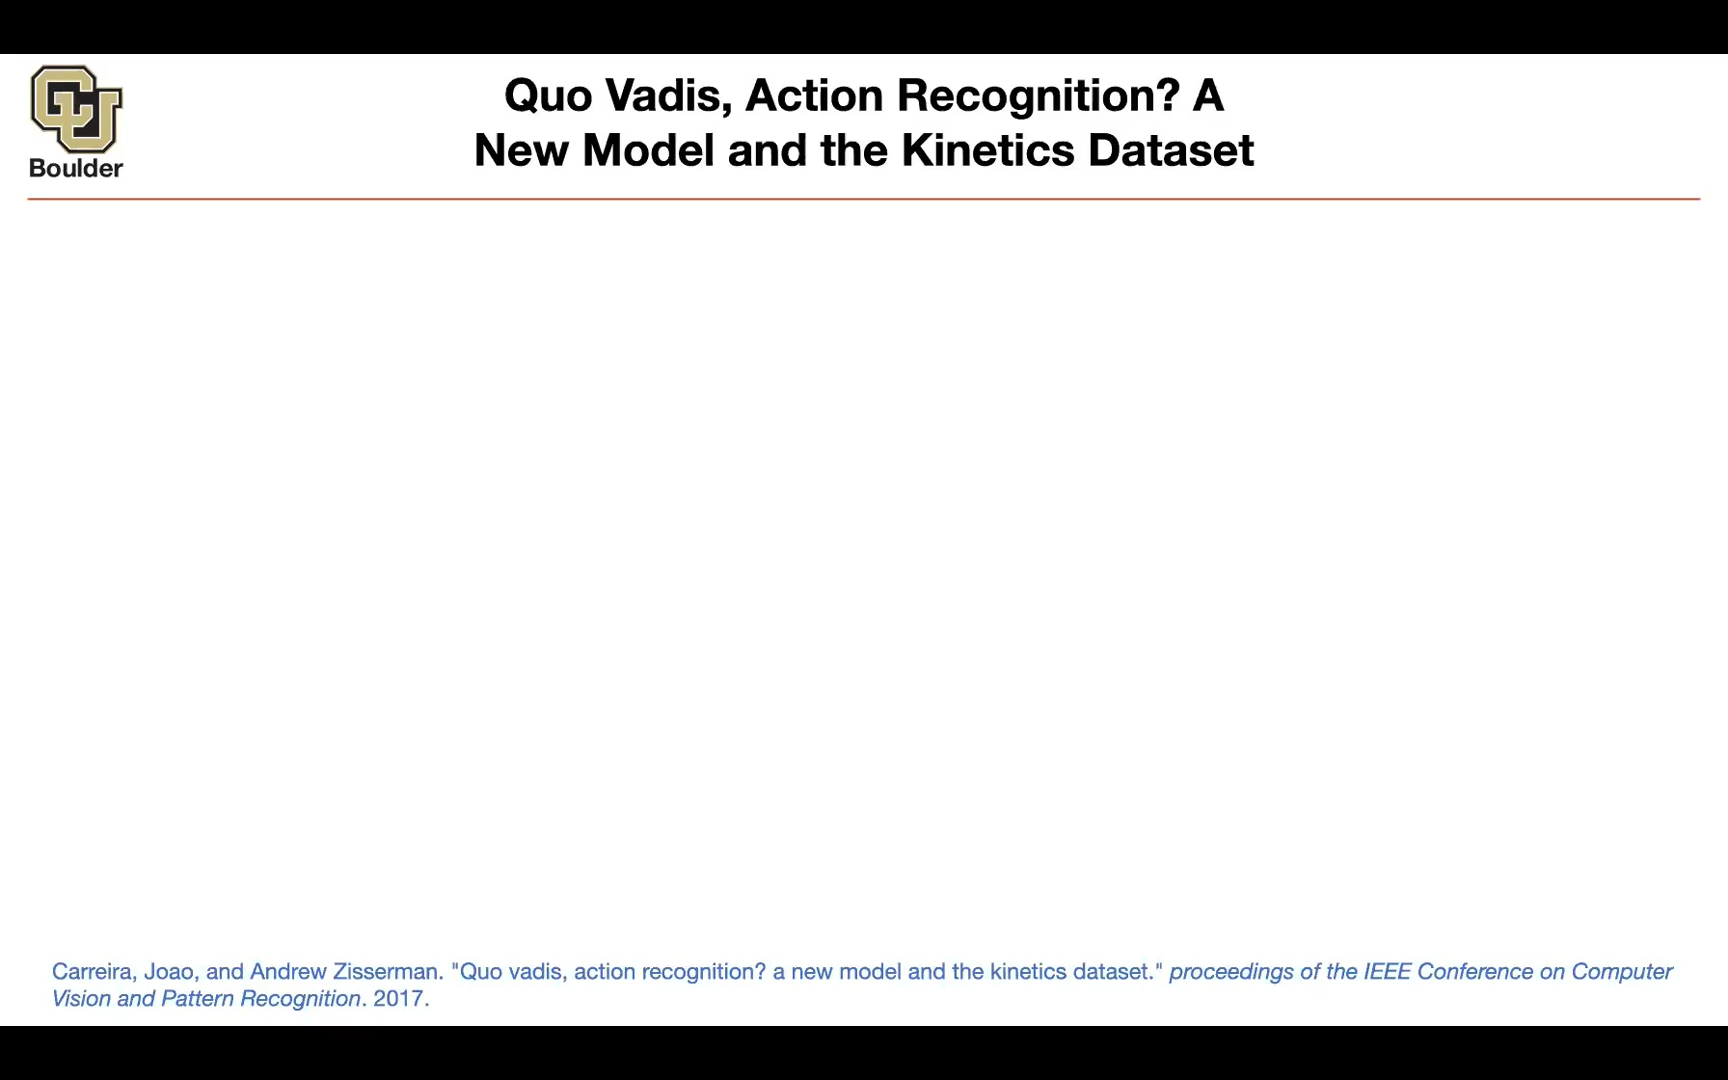 Quo Vadis, Action Recognition? A
New Model and the Kinetics Dataset
CU
Boulder
Carreira, Joao, and Andrew Zisserman. "Quo vadis, action recognition? a new model and the kinetics dataset." proceedings of the IEEE Conference on Computer
Vision and Pattern Recognition. 2017.